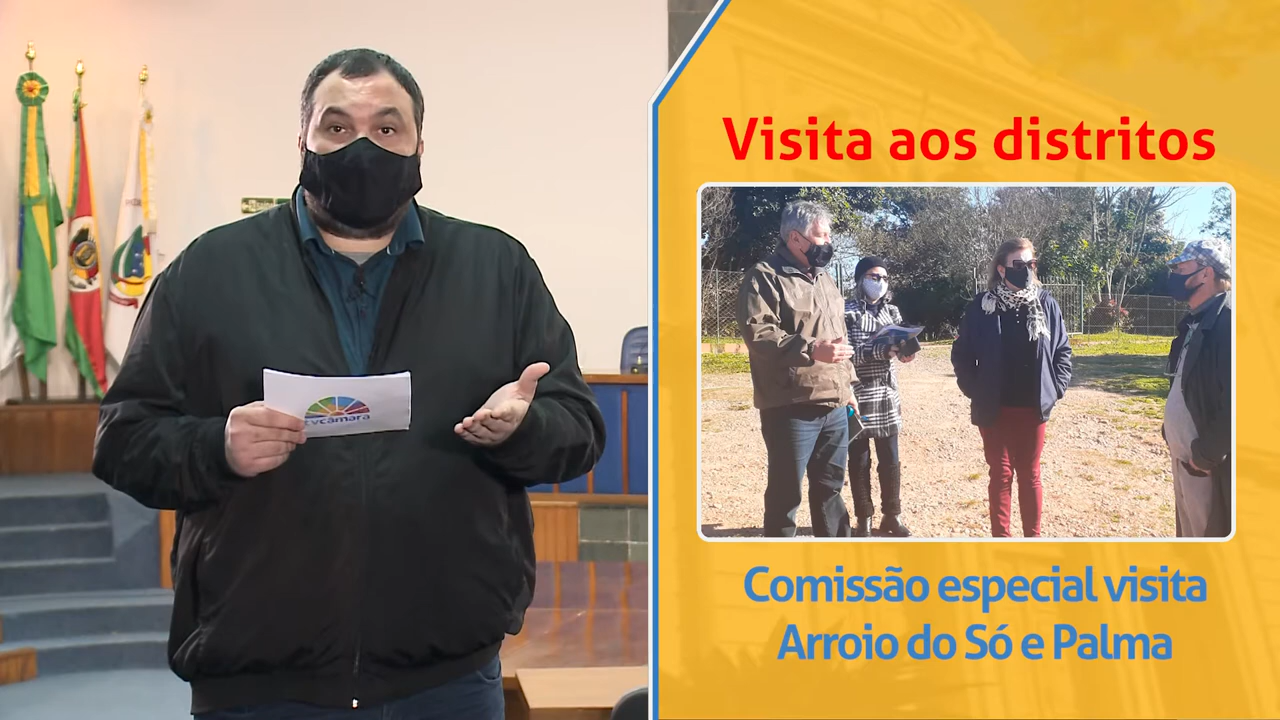 Visita aos distritos
tvcâmara
Comissão especial visita
Arroio do Só e Palma